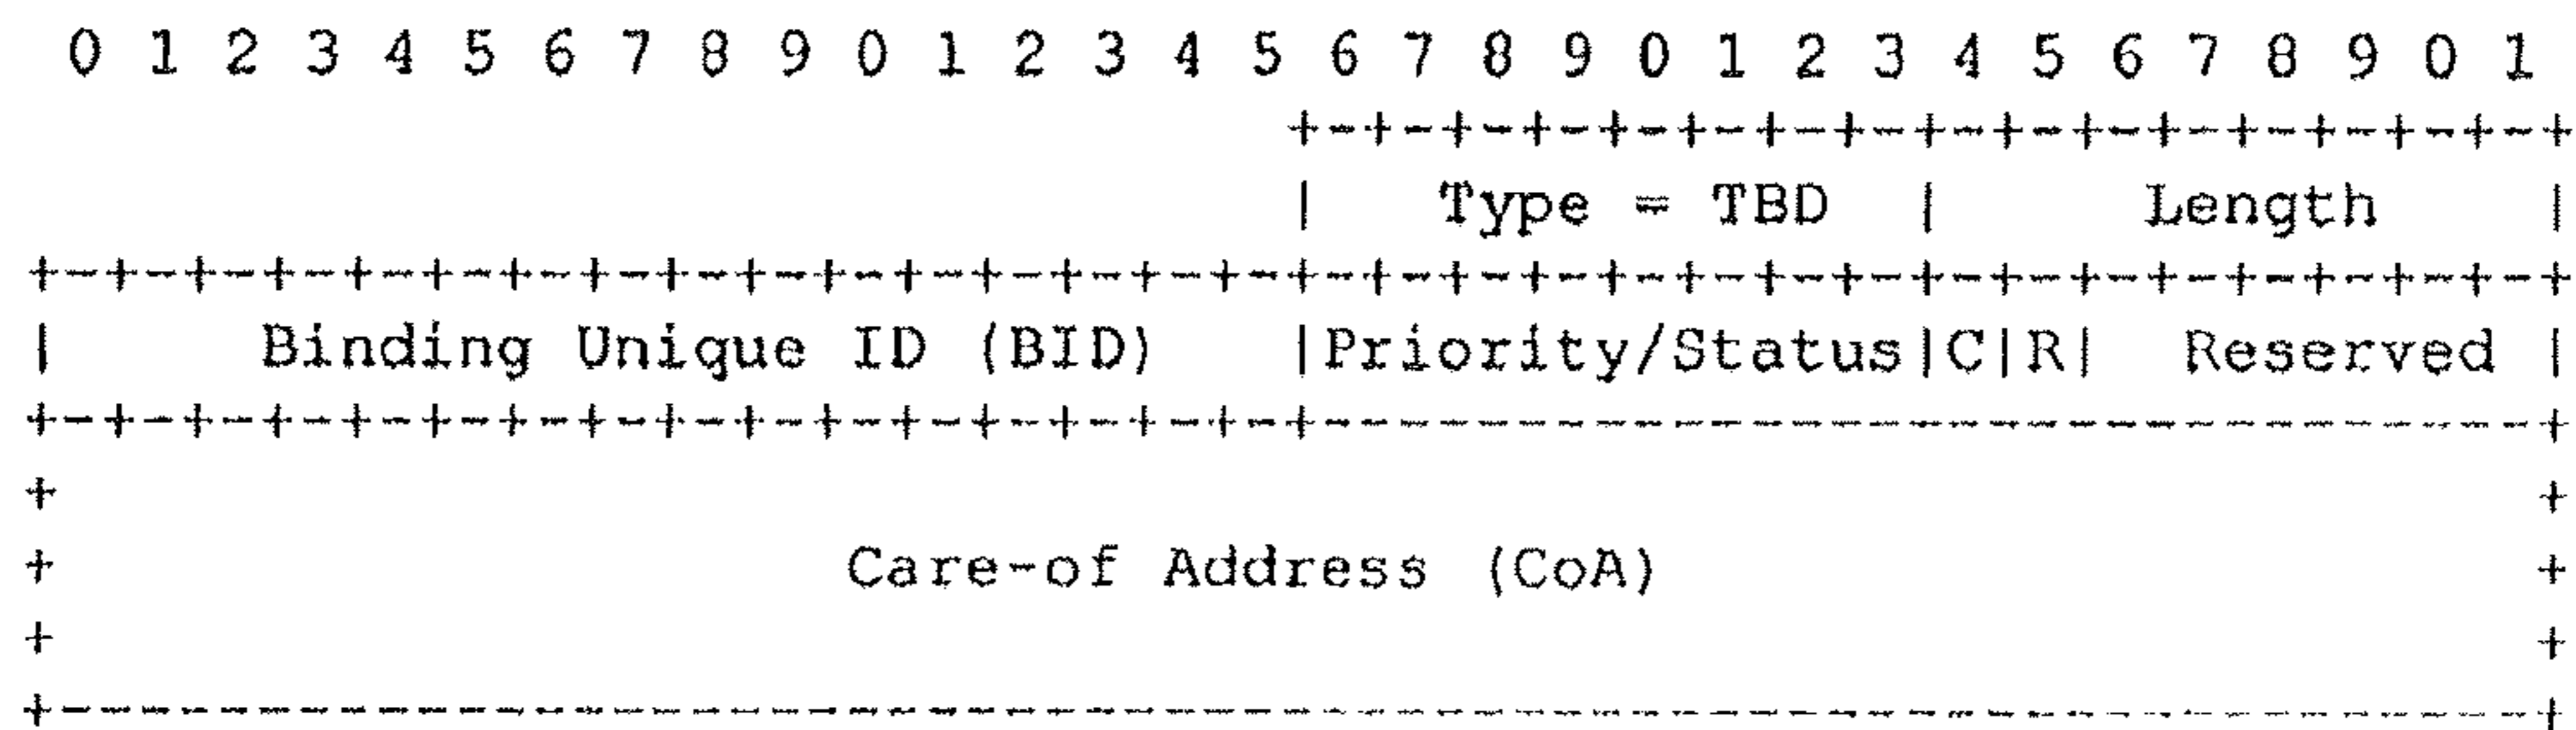 0 1 2 3 4 5 6 7 8 9 0 1 2 3 4 5 6 7 8 9 0 1 2 3 4 5 6 7 8 9 0 1
+-+-+-+-+-+-+-+-+-+-+-+-+-+-+-+-+
| Type = TBD | Length |
+-+-+-+-+-+-+-+-+-+-+-+-+-+-+-+-+-+-+-+-+-+-+-+-+-+-+-+-+-+-+-+-+
| Binding Unique ID (BID) |Priority/Status|C|R| Reserved |
+-+-+-+-+-+-+-+-+-+-+-+-+-+-+-+-+-------------------------------+
+ +
+ Care-of Address (CoA) +
+ +
+---------------------------------------------------------------+